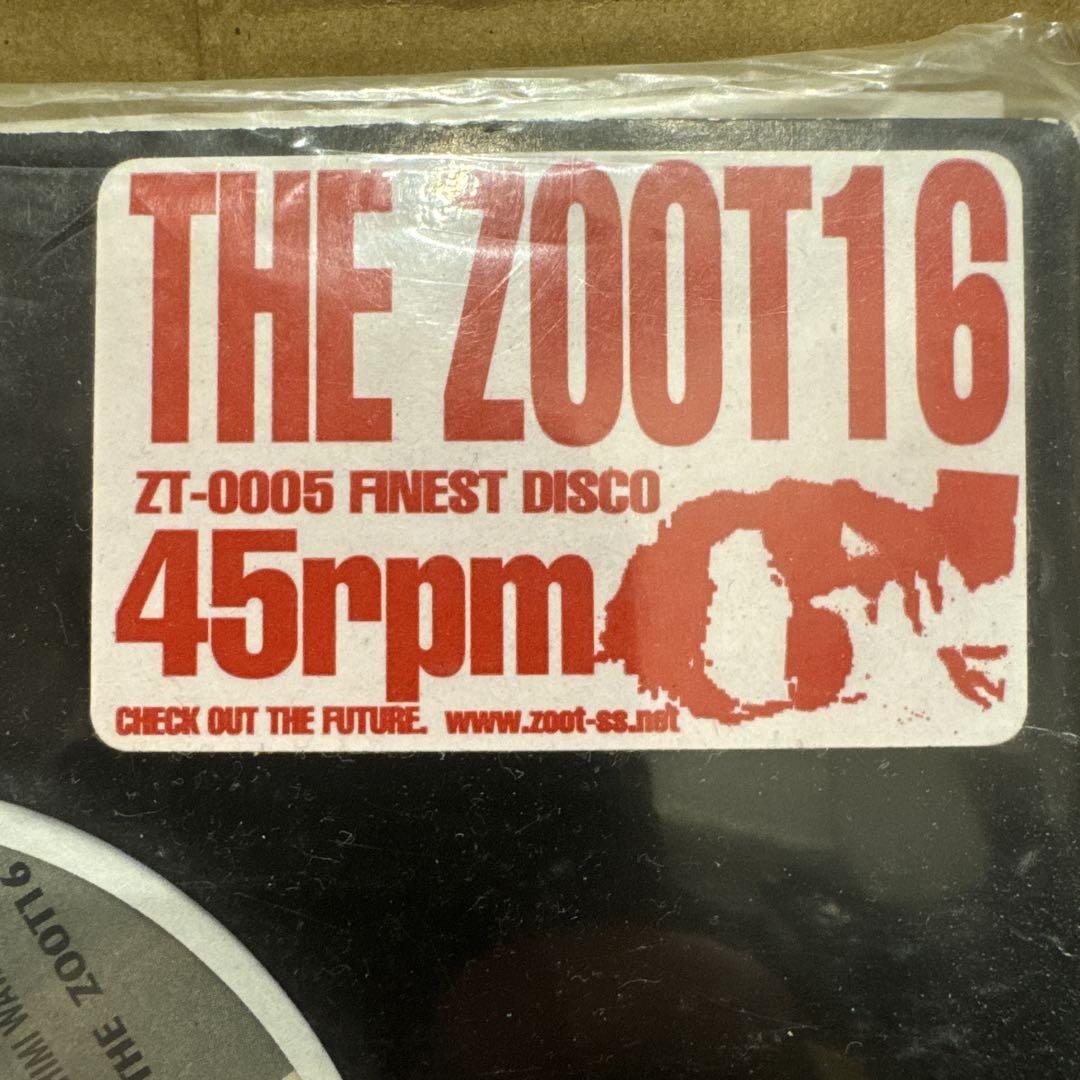 THE ZOOT16
ZT-0005 FINEST DISCO
45rpm
CHECK OUT THE FUTURE. www.zoot-ss.net
THE ZOOT16